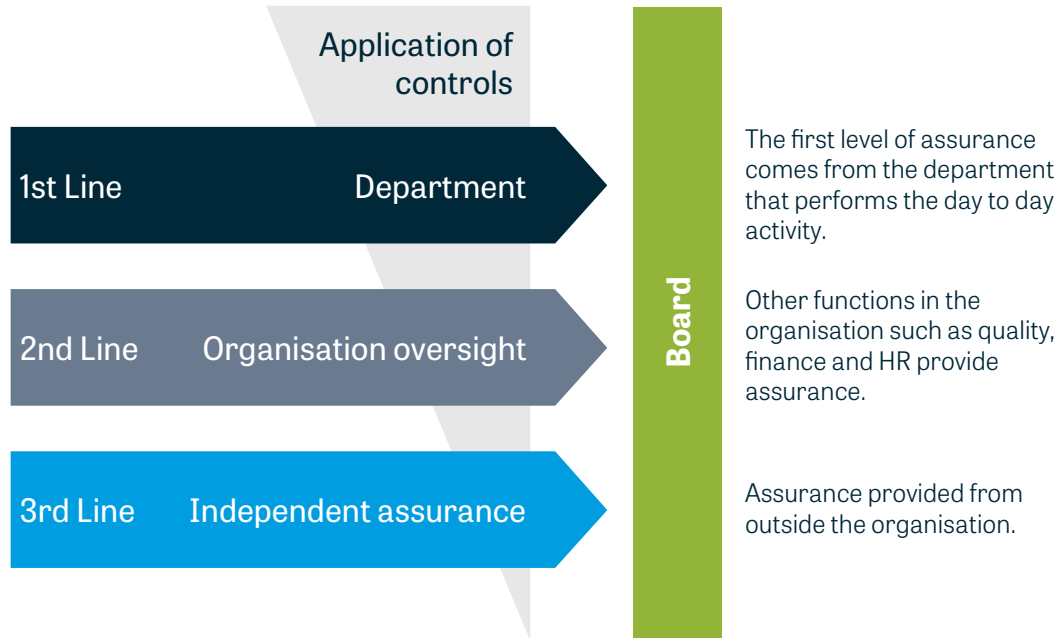 Application of
controls
1st Line Department
The first level of assurance
comes from the department
that performs the day to day
activity.
2nd Line Organisation oversight
Board
Other functions in the
organisation such as quality,
finance and HR provide
assurance.
3rd Line Independent assurance
Assurance provided from
outside the organisation.